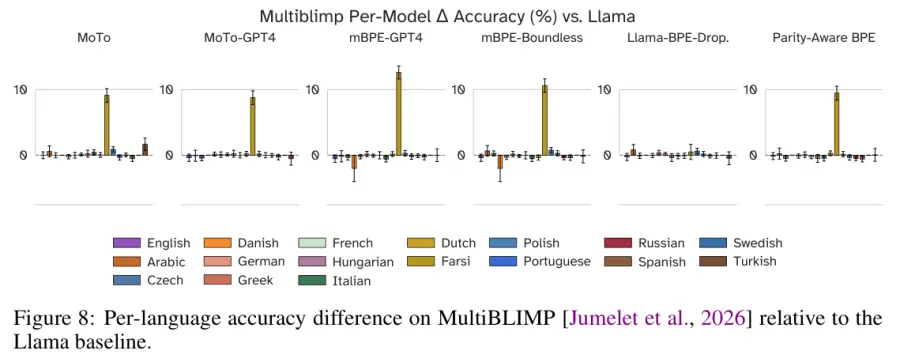 Multiblimp Per-Model Δ Accuracy (%) vs. Llama
MoTo MoTo-GPT4 mBPE-GPT4 mBPE-Boundless Llama-BPE-Drop. Parity-Aware BPE
10 10 10 10 10 10
0 0 0 0 0 0
English Danish French Dutch Polish Russian Swedish
Arabic German Hungarian Farsi Portuguese Spanish Turkish
Czech Greek Italian
Figure 8: Per-language accuracy difference on MultiBLIMP [Jumelet et al., 2026] relative to the
Llama baseline.